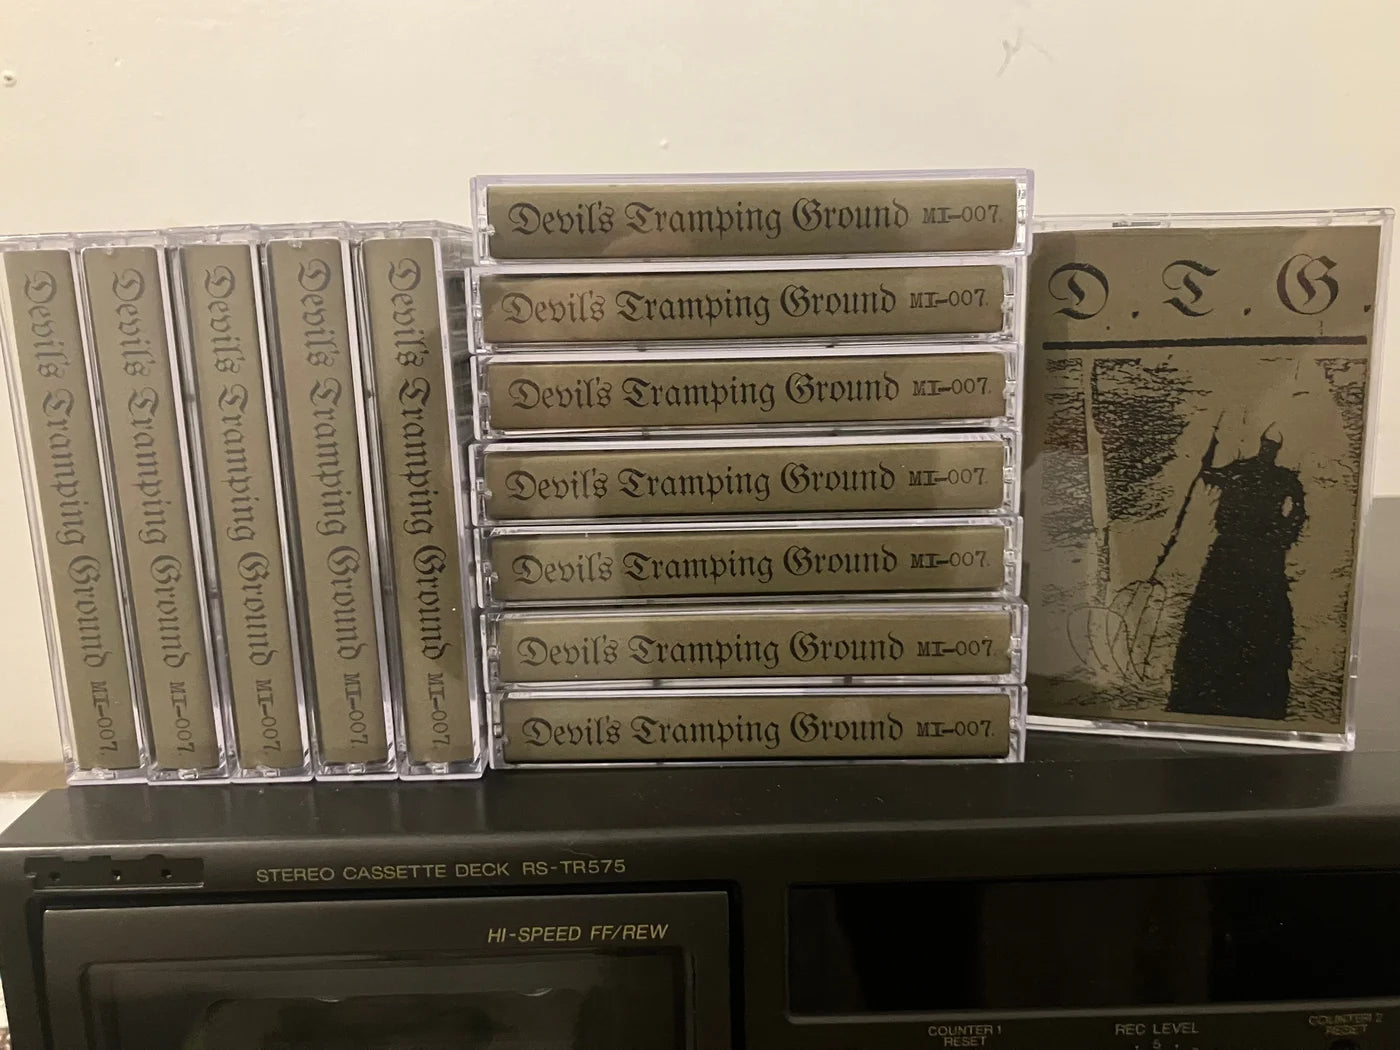 Devil's Tramping Ground MI-007.
Devil's Tramping Ground MI-007.
Devil's Tramping Ground MI-007.
Devil's Tramping Ground MI-007.
Devil's Tramping Ground MI-007.
Devil's Tramping Ground MI-007.
Devil's Tramping Ground MI-007.
Devil's Tramping Ground MI-007.
Devil's Tramping Ground MI-007.
Devil's Tramping Ground MI-007.
Devil's Tramping Ground MI-007.
Devil's Tramping Ground MI-007.
D. T. G.
STEREO CASSETTE DECK RS-TR575
HI-SPEED FF/REW
COUNTER 1
RESET
REC LEVEL
5
COUNTER 2
RESET